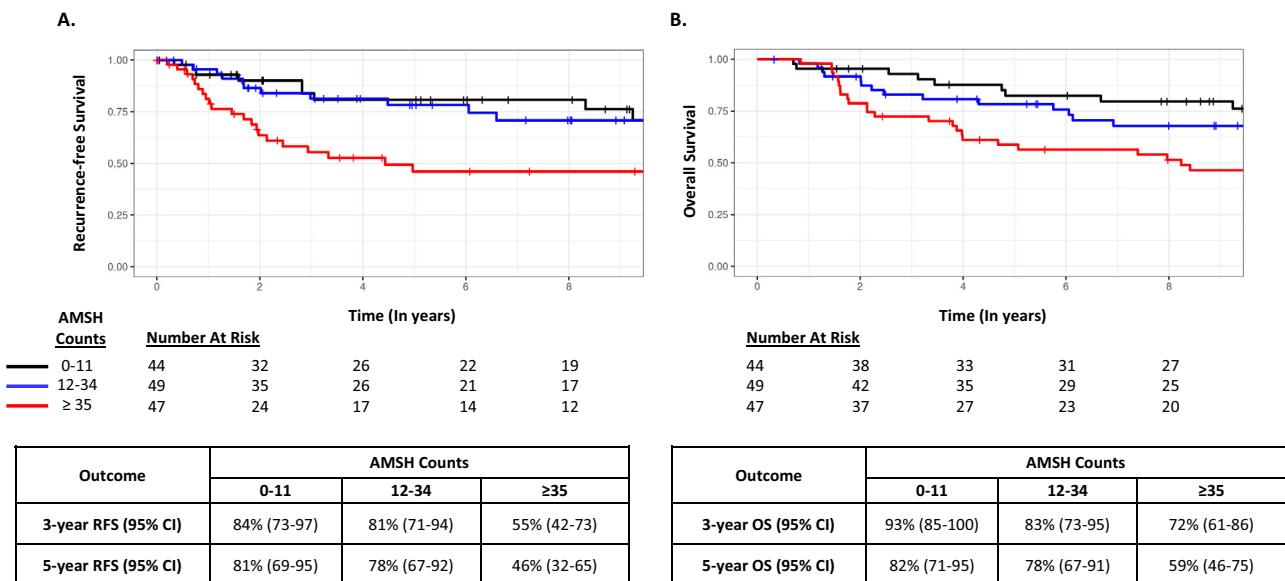 A.
Recurrence-free Survival
1.00
0.75
0.50
0.25
0.00
0 2 4 6 8
Time (In years)
AMSH
Counts
Number At Risk
0-11 44 32 26 22 19
12-34 49 35 26 21 17
≥ 35 47 24 17 14 12
Outcome AMSH Counts
0-11 12-34 ≥35
3-year RFS (95% CI) 84% (73-97) 81% (71-94) 55% (42-73)
5-year RFS (95% CI) 81% (69-95) 78% (67-92) 46% (32-65)
B.
Overall Survival
1.00
0.75
0.50
0.25
0.00
0 2 4 6 8
Time (In years)
Number At Risk
44 38 33 31 27
49 42 35 29 25
47 37 27 23 20
Outcome AMSH Counts
0-11 12-34 ≥35
3-year OS (95% CI) 93% (85-100) 83% (73-95) 72% (61-86)
5-year OS (95% CI) 82% (71-95) 78% (67-91) 59% (46-75)